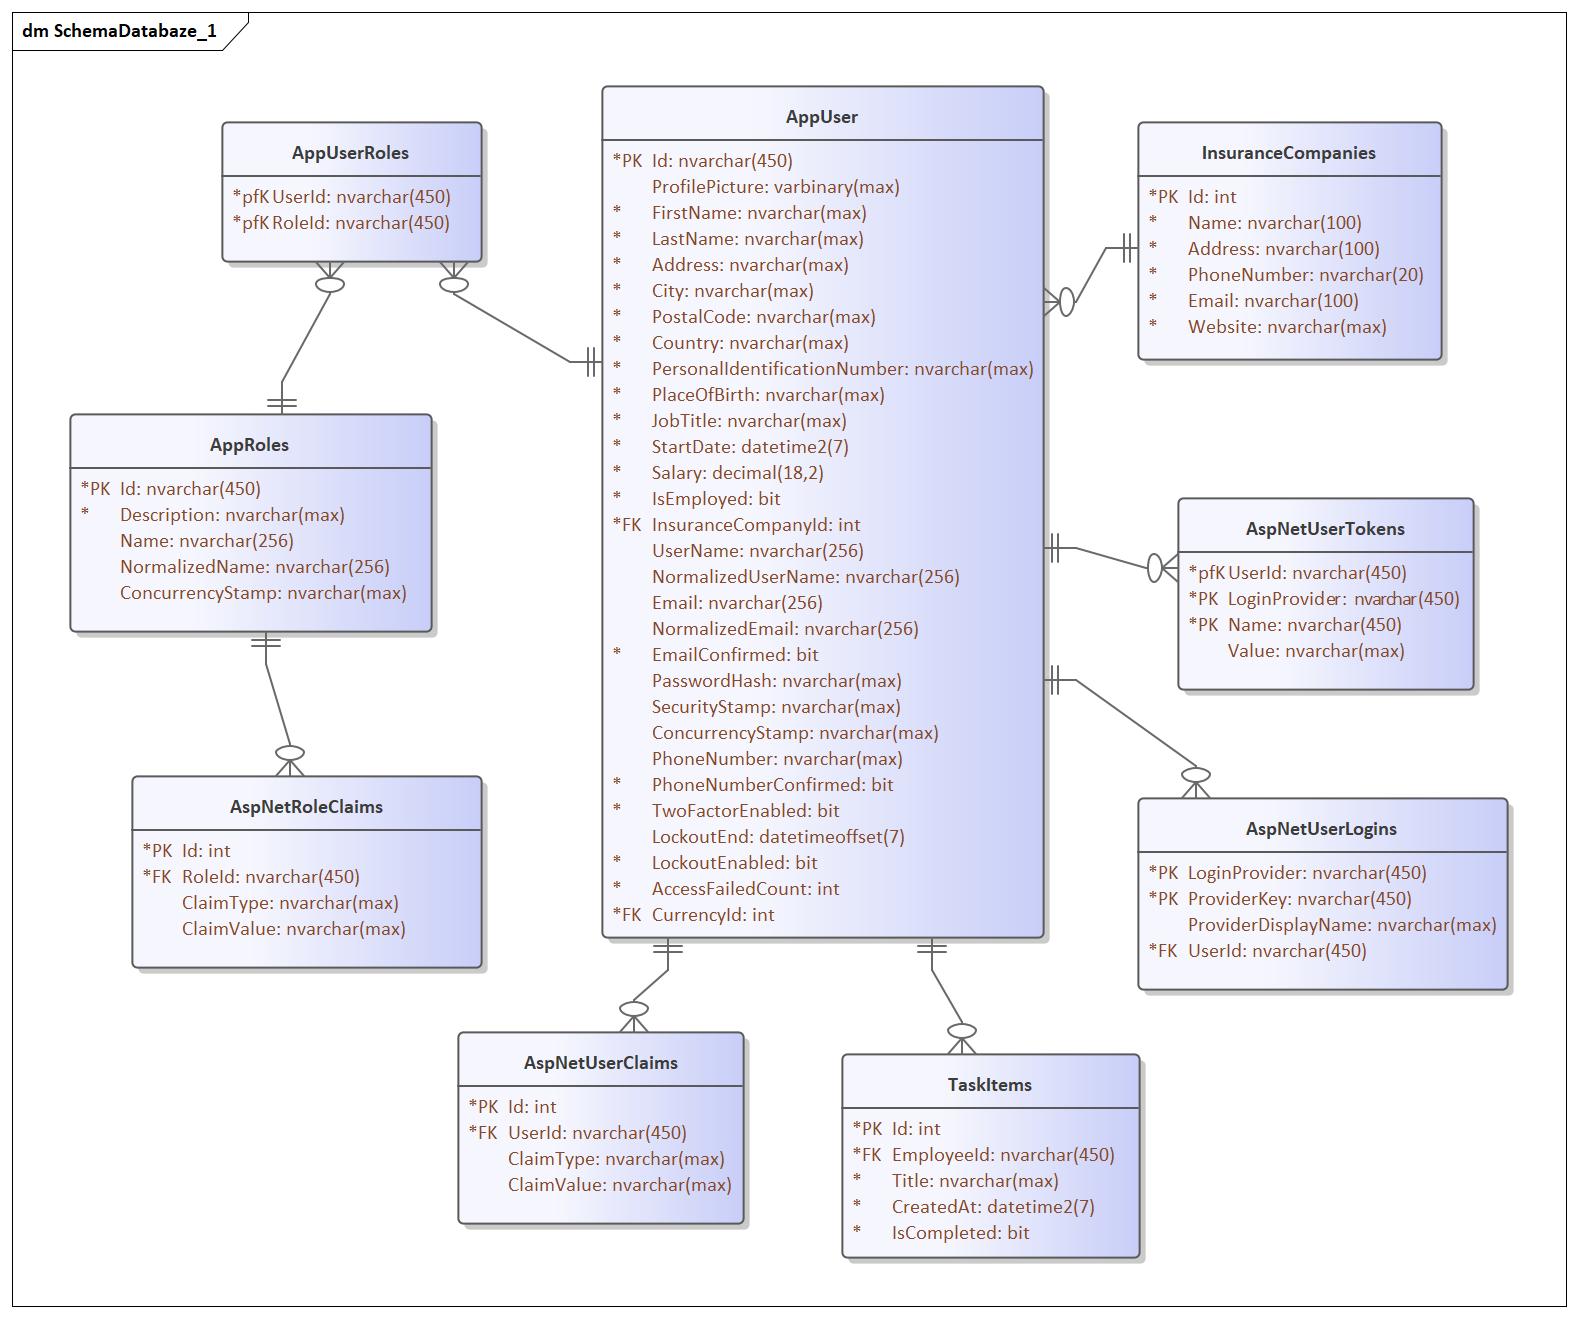 dm SchemaDatabaze_1
AppUserRoles
*pfK UserId: nvarchar(450)
*pfK RoleId: nvarchar(450)
AppUser
*PK Id: nvarchar(450)
ProfilePicture: varbinary(max)
* FirstName: nvarchar(max)
* LastName: nvarchar(max)
* Address: nvarchar(max)
* City: nvarchar(max)
* PostalCode: nvarchar(max)
* Country: nvarchar(max)
* PersonalIdentificationNumber: nvarchar(max)
* PlaceOfBirth: nvarchar(max)
* JobTitle: nvarchar(max)
* StartDate: datetime2(7)
* Salary: decimal(18,2)
* IsEmployed: bit
*FK InsuranceCompanyId: int
UserName: nvarchar(256)
NormalizedUserName: nvarchar(256)
Email: nvarchar(256)
NormalizedEmail: nvarchar(256)
* EmailConfirmed: bit
PasswordHash: nvarchar(max)
SecurityStamp: nvarchar(max)
ConcurrencyStamp: nvarchar(max)
PhoneNumber: nvarchar(max)
* PhoneNumberConfirmed: bit
* TwoFactorEnabled: bit
LockoutEnd: datetimeoffset(7)
* LockoutEnabled: bit
* AccessFailedCount: int
*FK CurrencyId: int
InsuranceCompanies
*PK Id: int
* Name: nvarchar(100)
* Address: nvarchar(100)
* PhoneNumber: nvarchar(20)
* Email: nvarchar(100)
* Website: nvarchar(max)
AppRoles
*PK Id: nvarchar(450)
* Description: nvarchar(max)
Name: nvarchar(256)
NormalizedName: nvarchar(256)
ConcurrencyStamp: nvarchar(max)
AspNetUserTokens
*pfK UserId: nvarchar(450)
*PK LoginProvider: nvarchar(450)
*PK Name: nvarchar(450)
Value: nvarchar(max)
AspNetRoleClaims
*PK Id: int
*FK RoleId: nvarchar(450)
ClaimType: nvarchar(max)
ClaimValue: nvarchar(max)
AspNetUserLogins
*PK LoginProvider: nvarchar(450)
*PK ProviderKey: nvarchar(450)
ProviderDisplayName: nvarchar(max)
*FK UserId: nvarchar(450)
AspNetUserClaims
*PK Id: int
*FK UserId: nvarchar(450)
ClaimType: nvarchar(max)
ClaimValue: nvarchar(max)
TaskItems
*PK Id: int
*FK EmployeeId: nvarchar(450)
* Title: nvarchar(max)
* CreatedAt: datetime2(7)
* IsCompleted: bit